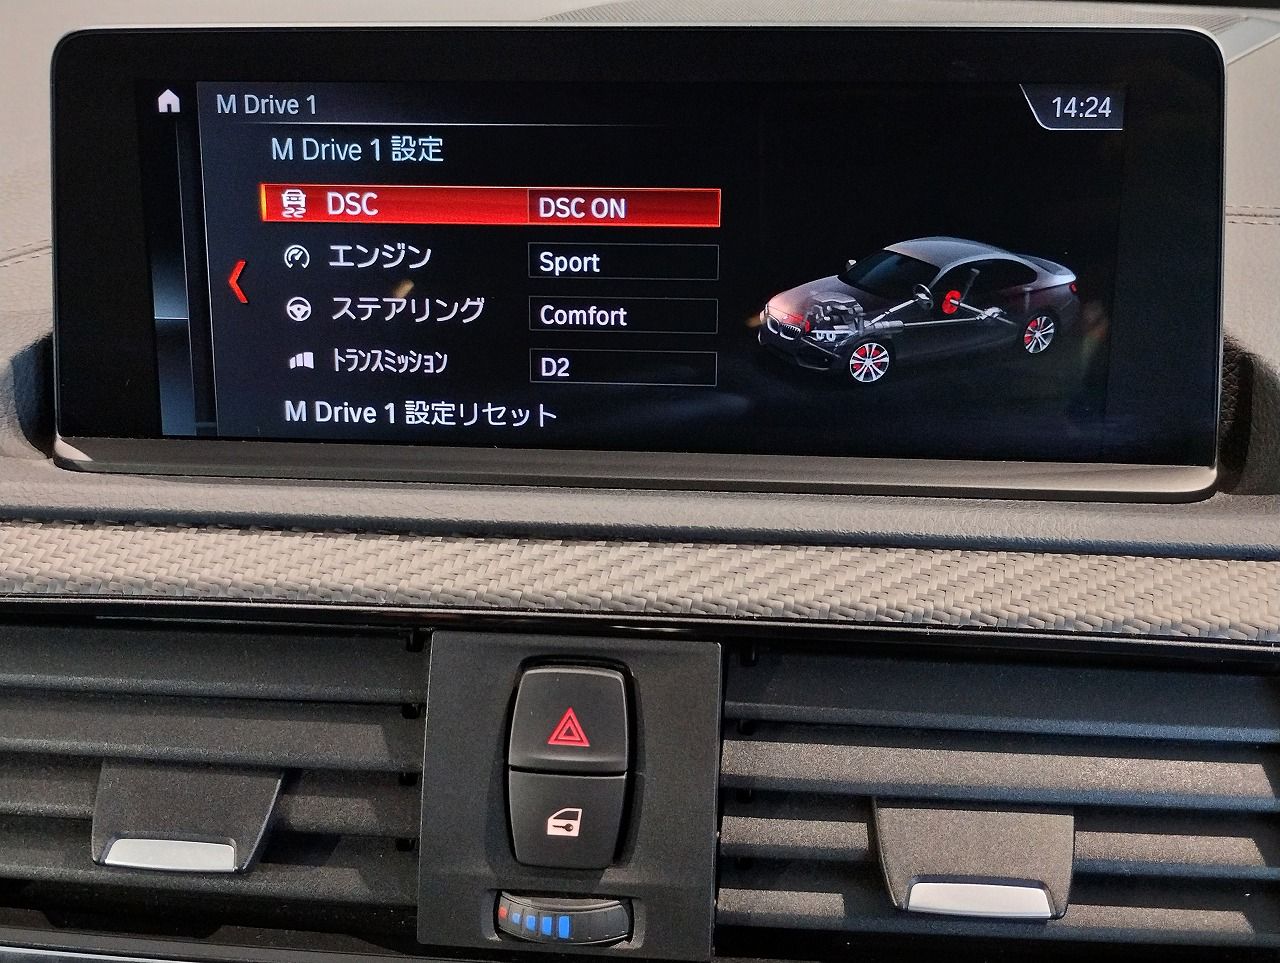 M Drive 1
14:24
M Drive 1 設定
DSC DSC ON
エンジン Sport
ステアリング Comfort
トランスミッション D2
M Drive 1 設定リセット